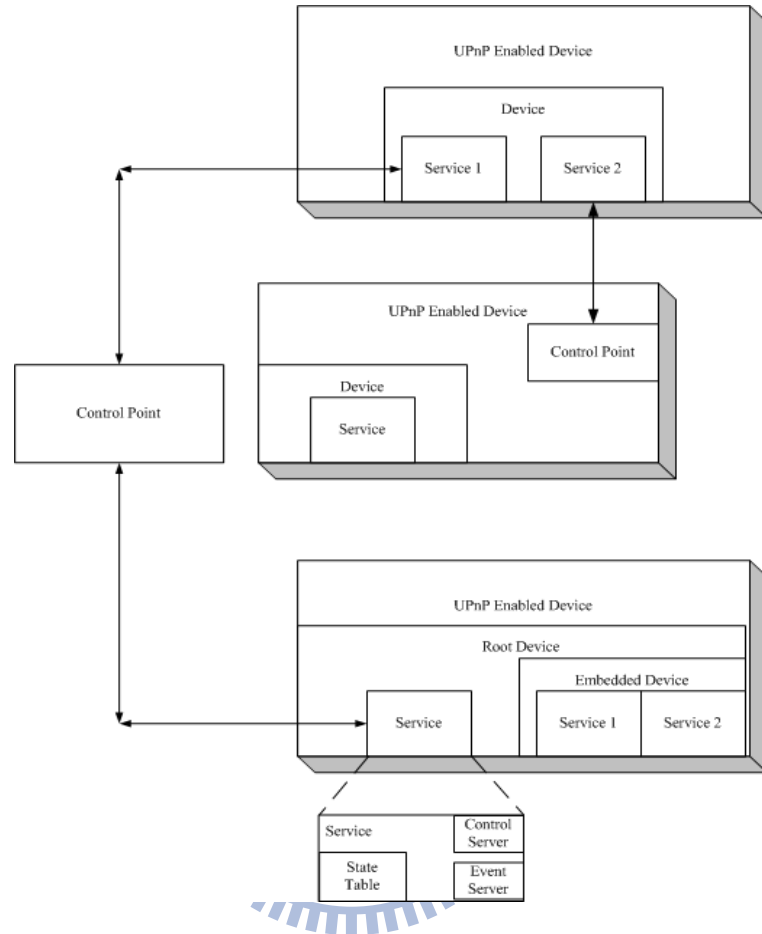 UPnP Enabled Device
Device
Service 1
Service 2
UPnP Enabled Device
Control Point
Device
Service
Control Point
UPnP Enabled Device
Root Device
Embedded Device
Service
Service 1
Service 2
Service
Control
Server
State
Table
Event
Server